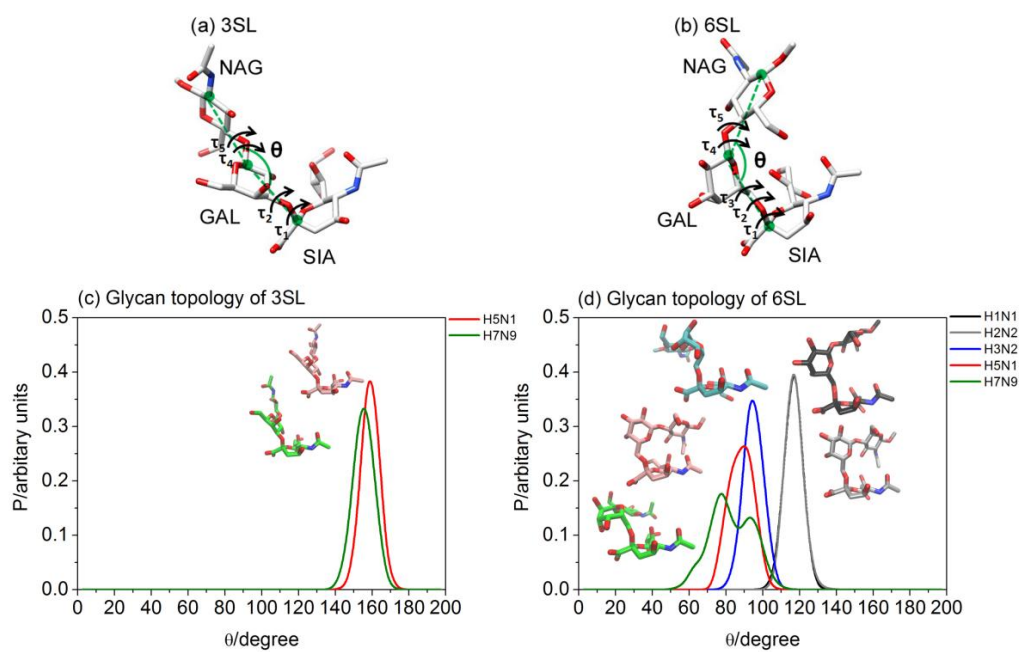 (a) 3SL
NAG
τ5
τ4
θ
GAL
τ2
τ1
SIA
(b) 6SL
NAG
τ5
τ4
θ
GAL
τ3
τ2
τ1
SIA
(c) Glycan topology of 3SL
H5N1
H7N9
P/arbitary units
0.5
0.4
0.3
0.2
0.1
0.0
0 20 40 60 80 100 120 140 160 180 200
θ/degree
(d) Glycan topology of 6SL
H1N1
H2N2
H3N2
H5N1
H7N9
P/arbitary units
0.5
0.4
0.3
0.2
0.1
0.0
0 20 40 60 80 100 120 140 160 180 200
θ/degree